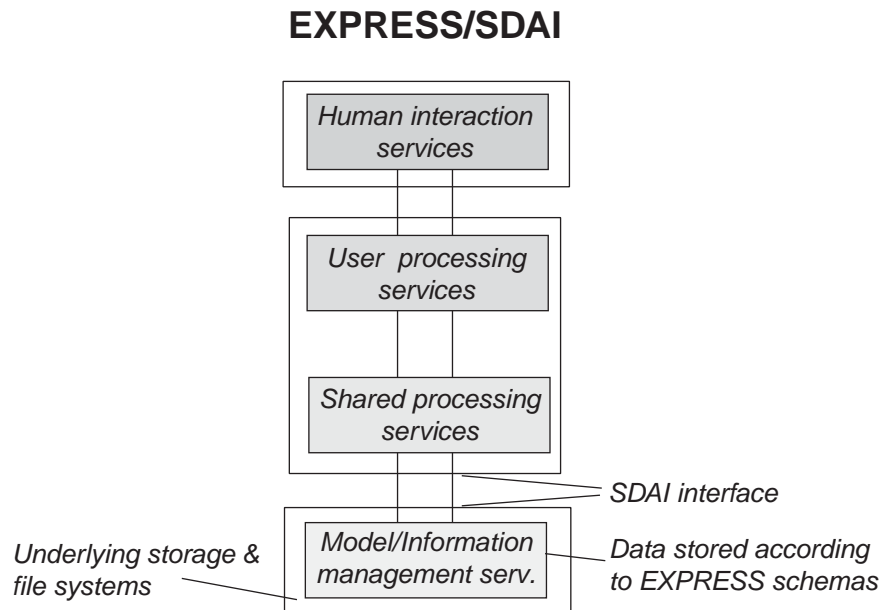 EXPRESS/SDAI
Human interaction
services
User processing
services
Shared processing
services
SDAI interface
Model/Information
management serv.
Underlying storage &
file systems
Data stored according
to EXPRESS schemas